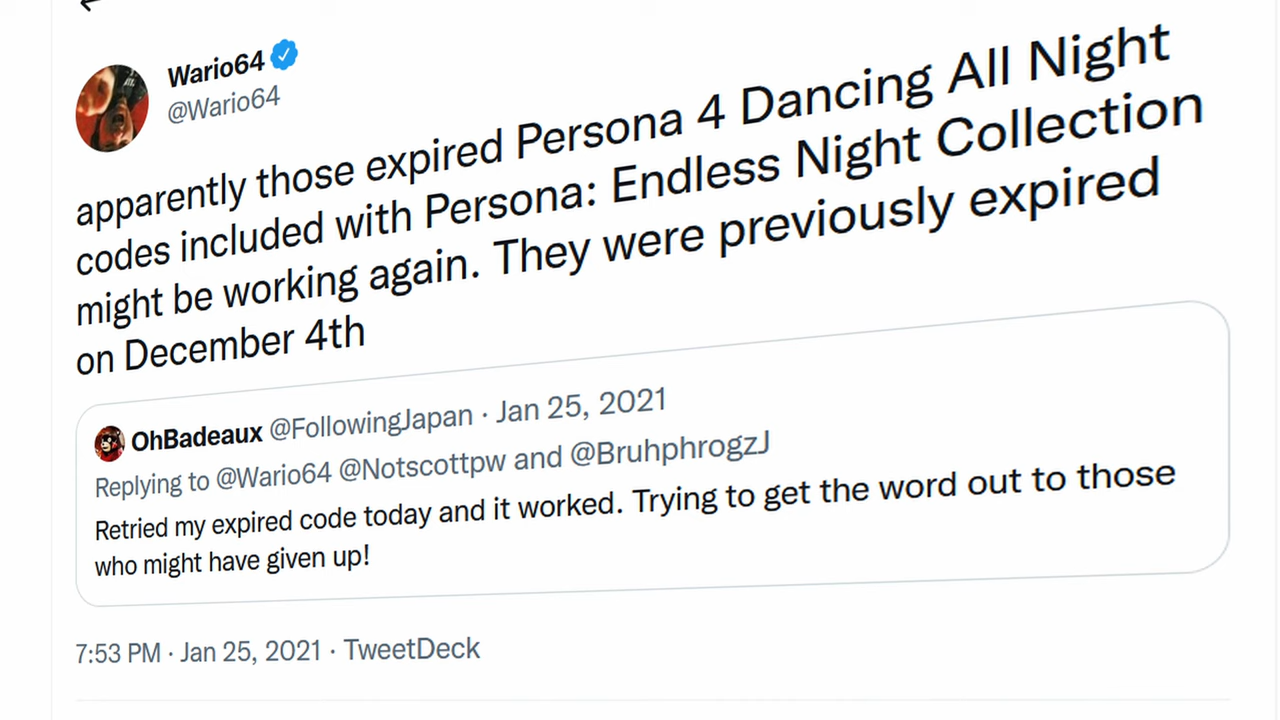 Wario64
@Wario64
apparently those expired Persona 4 Dancing All Night
codes included with Persona: Endless Night Collection
might be working again. They were previously expired
on December 4th
OhBadeaux @FollowingJapan · Jan 25, 2021
Replying to @Wario64 @Notscottpw and @BruhphrogzJ
Retried my expired code today and it worked. Trying to get the word out to those
who might have given up!
7:53 PM · Jan 25, 2021 · TweetDeck